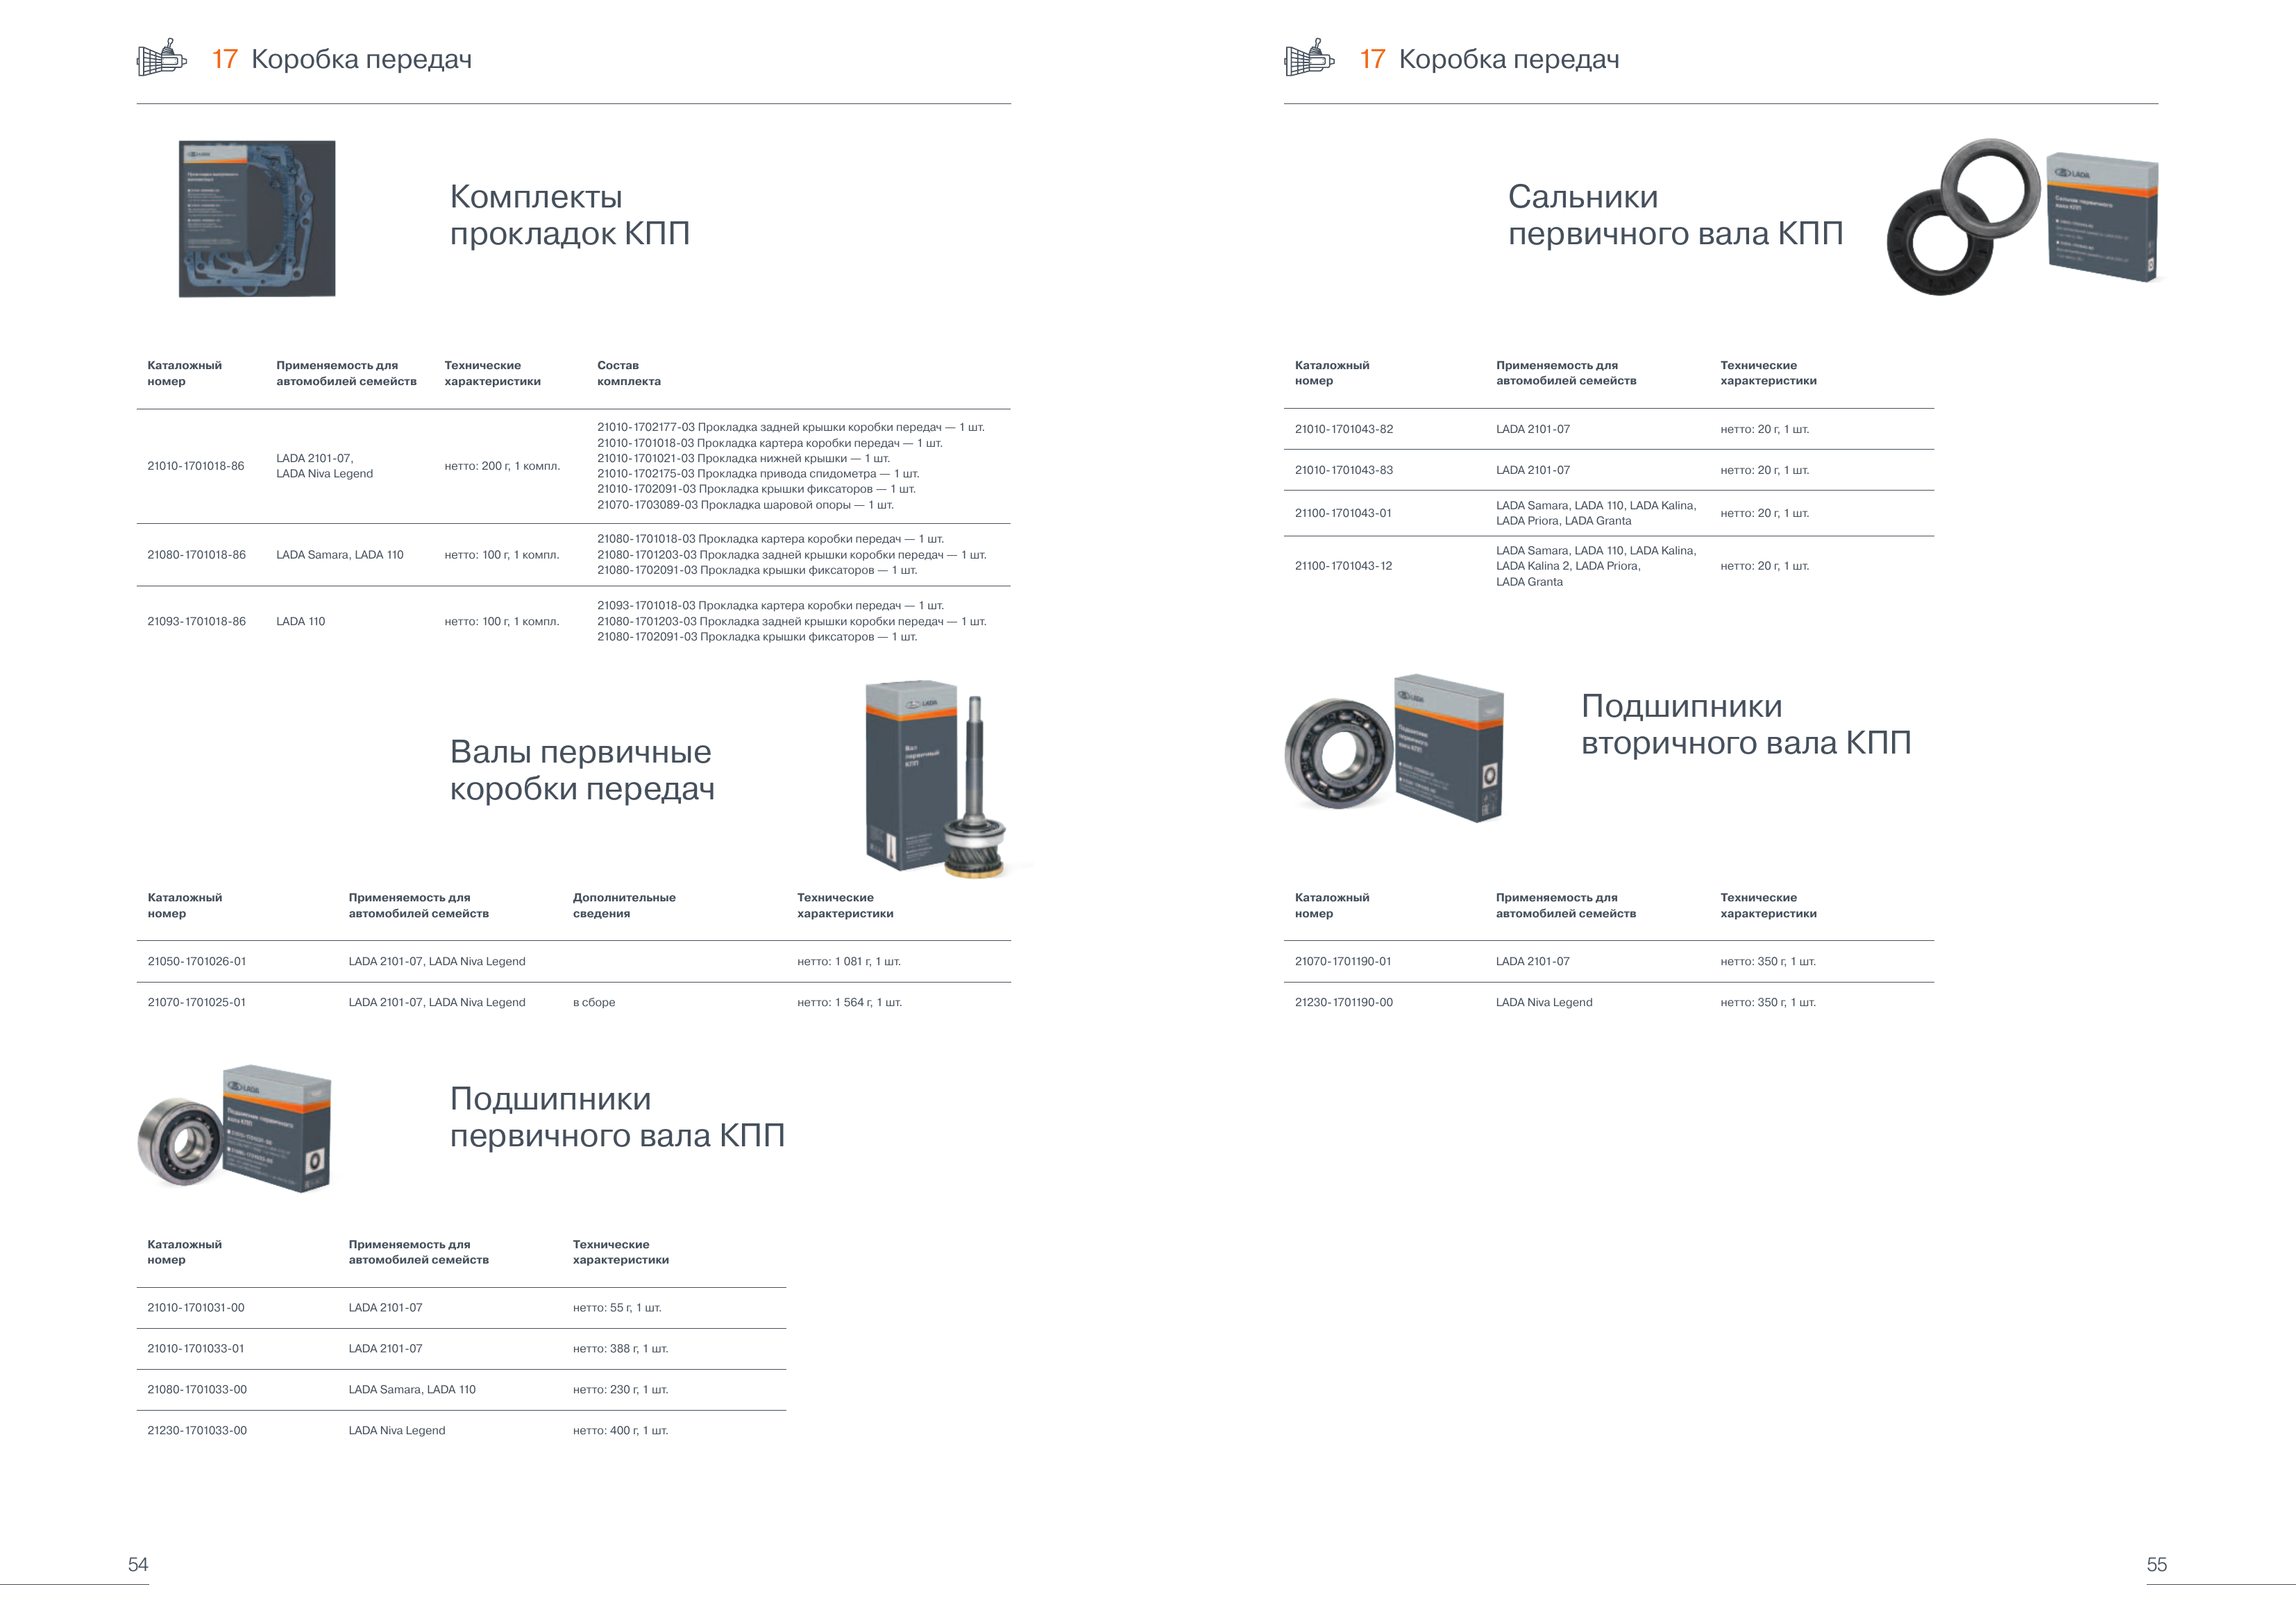 17 Коробка передач
LADA
Комплекты
прокладок КПП
Каталожный
номер
Применяемость для
автомобилей семейств
Технические
характеристики
Состав
комплекта
21010-1701018-86
LADA 2101-07,
LADA Niva Legend
нетто: 200 г, 1 компл.
21010-1702177-03 Прокладка задней крышки коробки передач — 1 шт.
21010-1701018-03 Прокладка картера коробки передач — 1 шт.
21010-1701021-03 Прокладка нижней крышки — 1 шт.
21010-1702175-03 Прокладка привода спидометра — 1 шт.
21010-1702091-03 Прокладка крышки фиксаторов — 1 шт.
21070-1703089-03 Прокладка шаровой опоры — 1 шт.
21080-1701018-86
LADA Samara, LADA 110
нетто: 100 г, 1 компл.
21080-1701018-03 Прокладка картера коробки передач — 1 шт.
21080-1701203-03 Прокладка задней крышки коробки передач — 1 шт.
21080-1702091-03 Прокладка крышки фиксаторов — 1 шт.
21093-1701018-86
LADA 110
нетто: 100 г, 1 компл.
21093-1701018-03 Прокладка картера коробки передач — 1 шт.
21080-1701203-03 Прокладка задней крышки коробки передач — 1 шт.
21080-1702091-03 Прокладка крышки фиксаторов — 1 шт.
Валы первичные
коробки передач
LADA
Вал
первичный
КПП
Каталожный
номер
Применяемость для
автомобилей семейств
Дополнительные
сведения
Технические
характеристики
21050-1701026-01
LADA 2101-07, LADA Niva Legend
нетто: 1 081 г, 1 шт.
21070-1701025-01
LADA 2101-07, LADA Niva Legend
в сборе
нетто: 1 564 г, 1 шт.
LADA
Подшипник первичного
вала КПП
Подшипники
первичного вала КПП
Каталожный
номер
Применяемость для
автомобилей семейств
Технические
характеристики
21010-1701031-00
LADA 2101-07
нетто: 55 г, 1 шт.
21010-1701033-01
LADA 2101-07
нетто: 388 г, 1 шт.
21080-1701033-00
LADA Samara, LADA 110
нетто: 230 г, 1 шт.
21230-1701033-00
LADA Niva Legend
нетто: 400 г, 1 шт.
54
17 Коробка передач
Сальники
первичного вала КПП
LADA
Сальник первичного
вала КПП
Каталожный
номер
Применяемость для
автомобилей семейств
Технические
характеристики
21010-1701043-82
LADA 2101-07
нетто: 20 г, 1 шт.
21010-1701043-83
LADA 2101-07
нетто: 20 г, 1 шт.
21100-1701043-01
LADA Samara, LADA 110, LADA Kalina,
LADA Priora, LADA Granta
нетто: 20 г, 1 шт.
21100-1701043-12
LADA Samara, LADA 110, LADA Kalina,
LADA Kalina 2, LADA Priora,
LADA Granta
нетто: 20 г, 1 шт.
LADA
Подшипники
вторичного вала КПП
Каталожный
номер
Применяемость для
автомобилей семейств
Технические
характеристики
21070-1701190-01
LADA 2101-07
нетто: 350 г, 1 шт.
21230-1701190-00
LADA Niva Legend
нетто: 350 г, 1 шт.
55